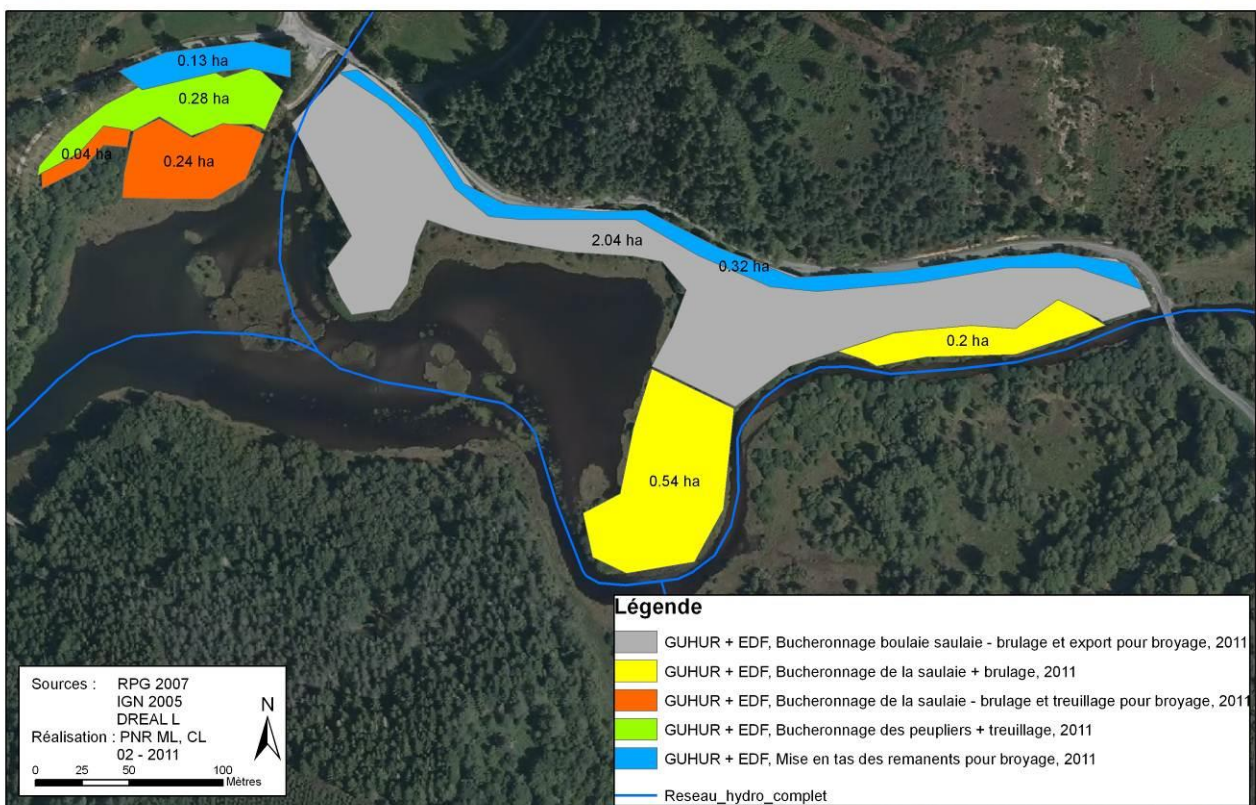 0.13 ha
0.28 ha
0.04 ha
0.24 ha
2.04 ha
0.32 ha
0.2 ha
0.54 ha
Légende
GUHUR + EDF, Bucheronnage boulaie saulaie - brulage et export pour broyage, 2011
GUHUR + EDF, Bucheronnage de la saulaie + brulage, 2011
GUHUR + EDF, Bucheronnage de la saulaie - brulage et treuillage pour broyage, 2011
GUHUR + EDF, Bucheronnage des peupliers + treuillage, 2011
GUHUR + EDF, Mise en tas des remanents pour broyage, 2011
Reseau_hydro_complet
Sources : RPG 2007
IGN 2005
DREAL L
Réalisation : PNR ML, CL
02 - 2011
N
0 25 50 100
Mètres